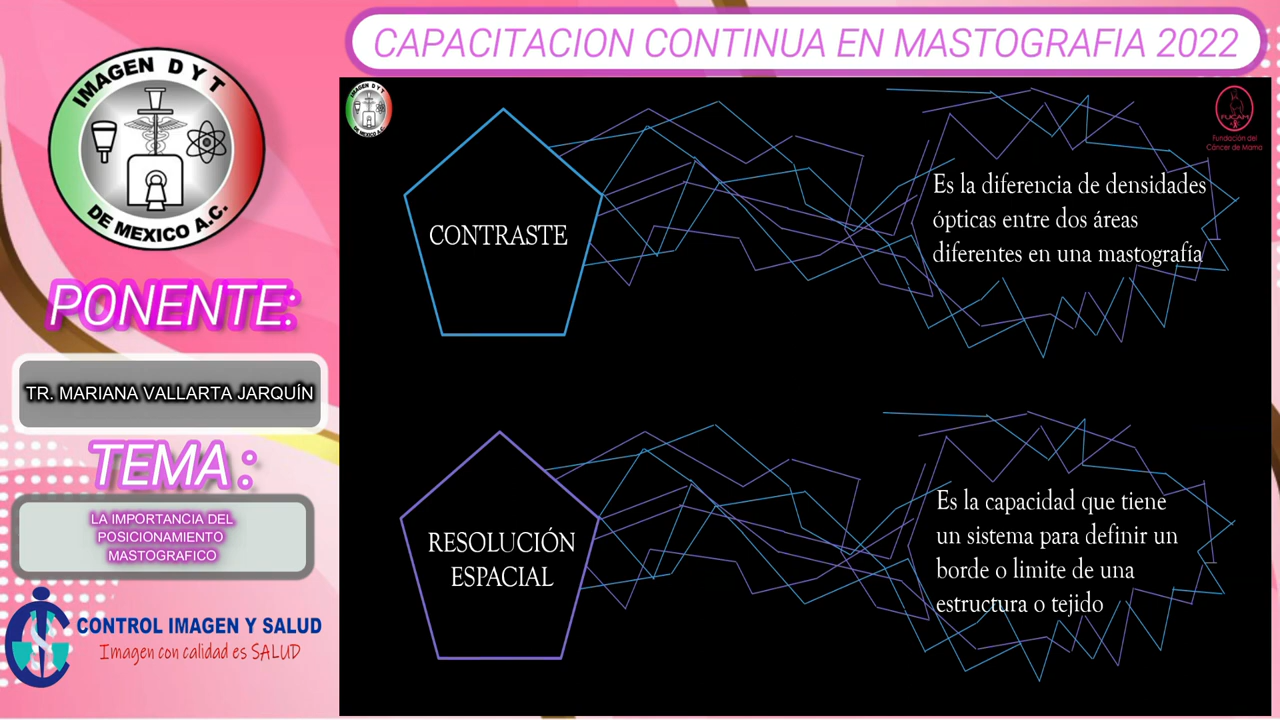 CAPACITACION CONTINUA EN MASTOGRAFIA 2022
IMAGEN D Y T
DE MEXICO A.C.
PONENTE:
TR. MARIANA VALLARTA JARQUÍN
TEMA :
LA IMPORTANCIA DEL
POSICIONAMIENTO
MASTOGRAFICO
CONTROL IMAGEN Y SALUD
Imagen con calidad es SALUD
IMAGEN D Y T
DE MEXICO A.C.
FUCAM
Fundación del
Cáncer de Mama
CONTRASTE
Es la diferencia de densidades
ópticas entre dos áreas
diferentes en una mastografía
RESOLUCIÓN
ESPACIAL
Es la capacidad que tiene
un sistema para definir un
borde o limite de una
estructura o tejido